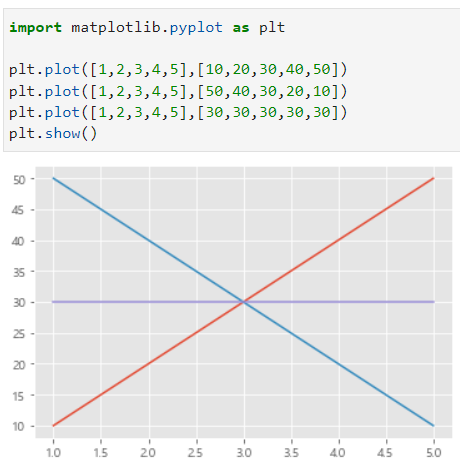 import matplotlib.pyplot as plt
plt.plot([1,2,3,4,5],[10,20,30,40,50])
plt.plot([1,2,3,4,5],[50,40,30,20,10])
plt.plot([1,2,3,4,5],[30,30,30,30,30])
plt.show()
50
45
40
35
30
25
20
15
10
1.0 1.5 2.0 2.5 3.0 3.5 4.0 4.5 5.0